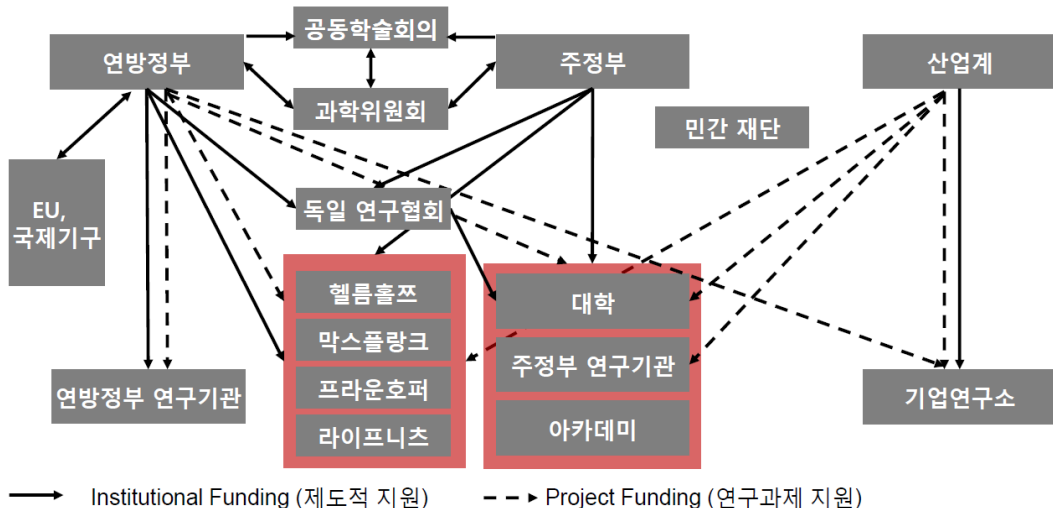 공동학술회의
연방정부
주정부
산업계
과학위원회
민간 재단
EU,
국제기구
독일 연구협회
헬름홀쯔
대학
막스플랑크
주정부 연구기관
프라운호퍼
연방정부 연구기관
기업연구소
라이프니츠
아카데미
Institutional Funding (제도적 지원)
Project Funding (연구과제 지원)